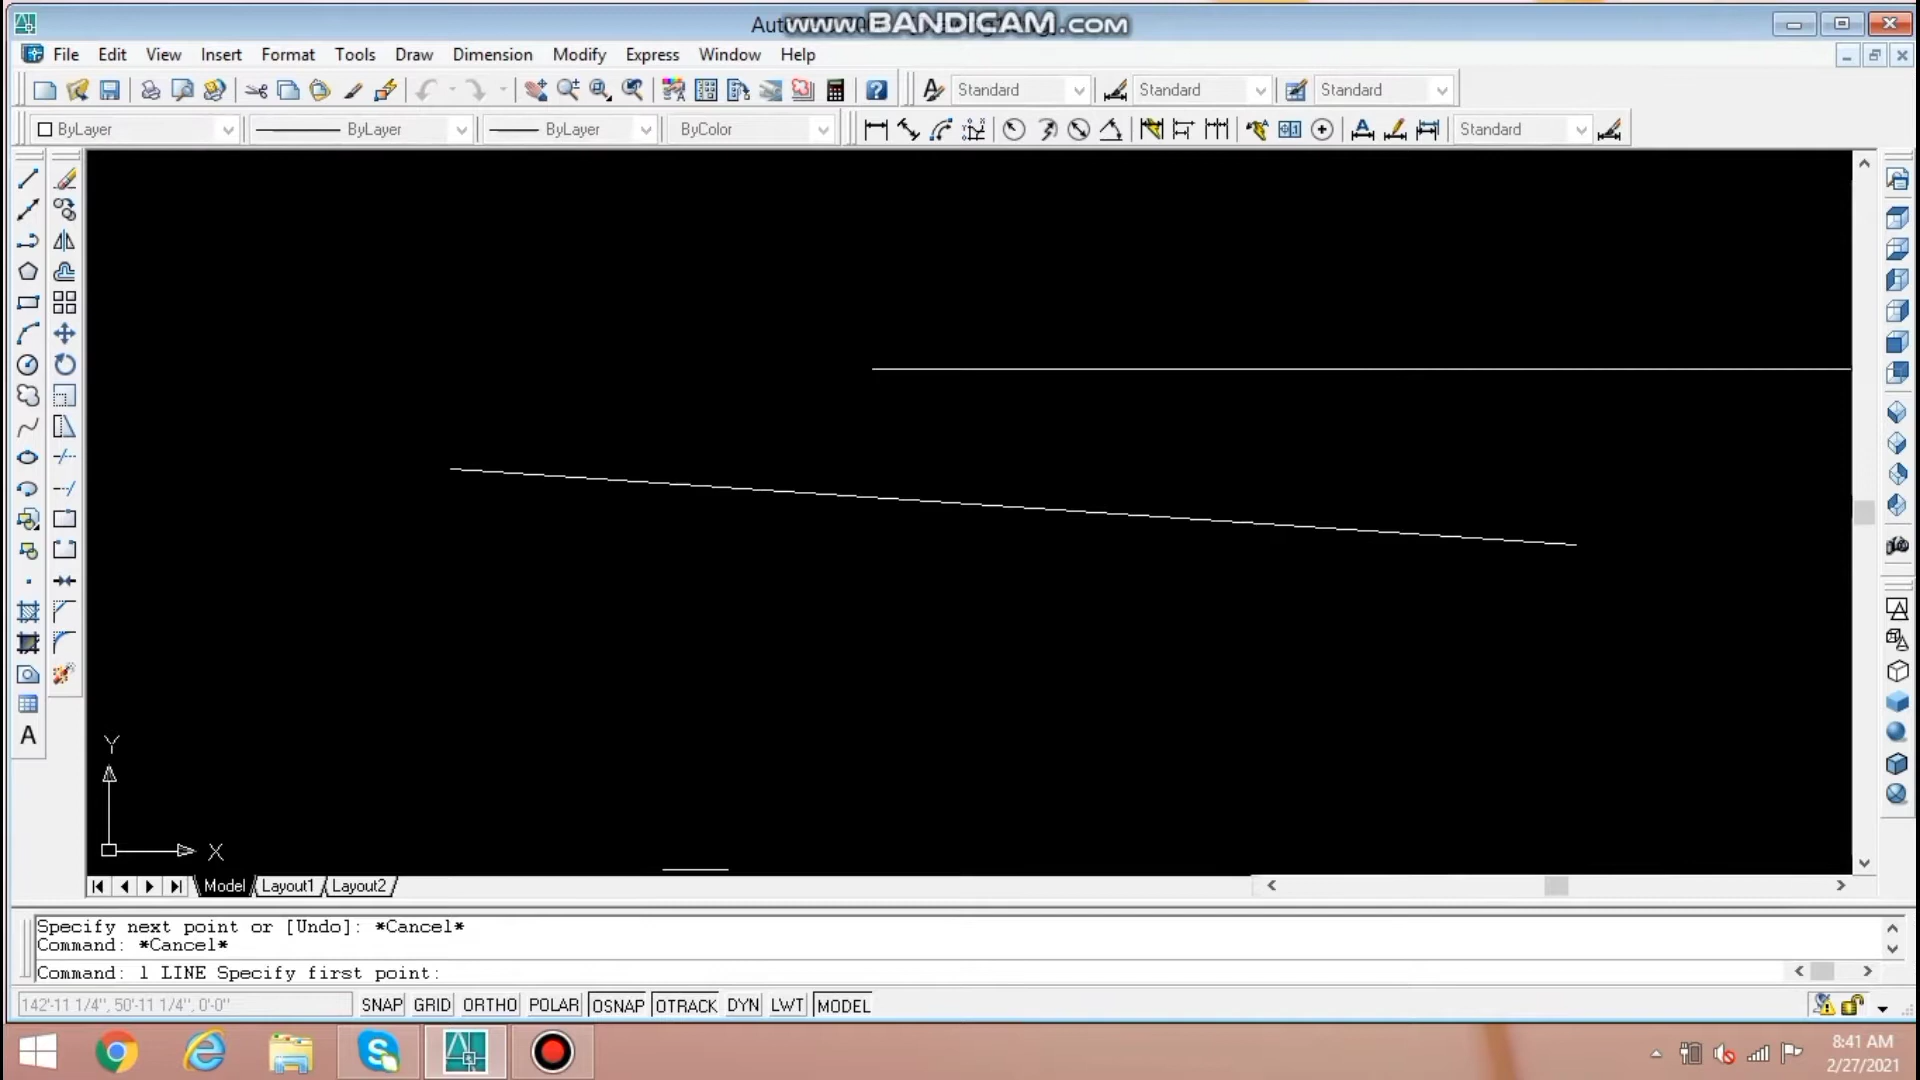 www.BANDICAM.com
File Edit View Insert Format Tools Draw Dimension Modify Express Window Help
Standard Standard Standard
ByLayer ByLayer ByLayer ByColor Standard
A
Y
X
Model Layout1 Layout2
Specify next point or [Undo]: *Cancel*
Command: *Cancel*
Command: l LINE Specify first point:
142'-11 1/4", 50'-11 1/4", 0'-0" SNAP GRID ORTHO POLAR OSNAP OTRACK DYN LWT MODEL
8:41 AM
2/27/2021